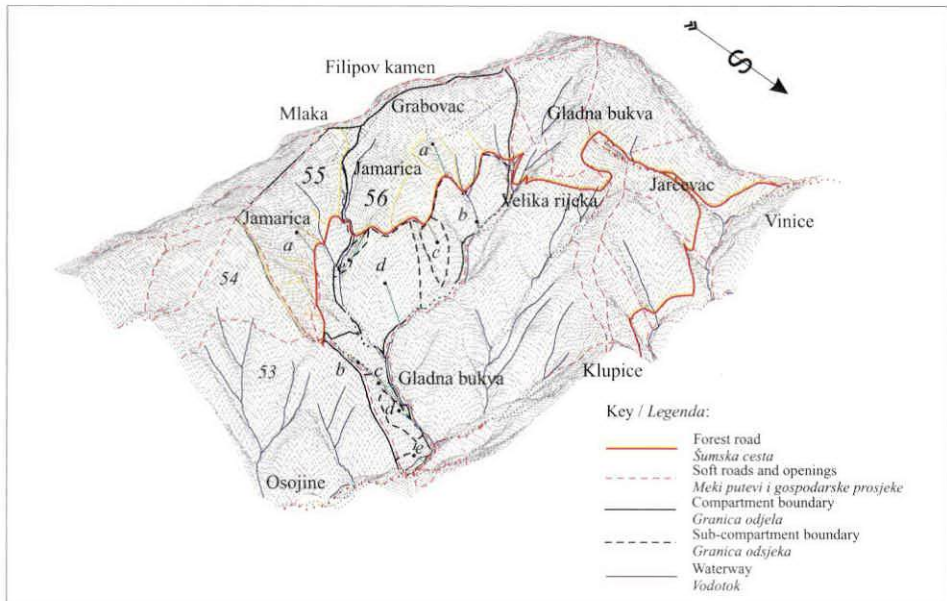 S
Filipov kamen
Mlaka
Grabovac
Gladna bukva
55
Jamarica
a
56
Jarčevac
Velika rijeka
Vinice
Jamarica
a
b
c
d
54
53
b
c
d
e
Gladna bukva
Klupice
Osojine
Key / Legenda:
Forest road
Šumska cesta
Soft roads and openings
Meki putevi i gospodarske prosjeke
Compartment boundary
Granica odjela
Sub-compartment boundary
Granica odsjeka
Waterway
Vodotok